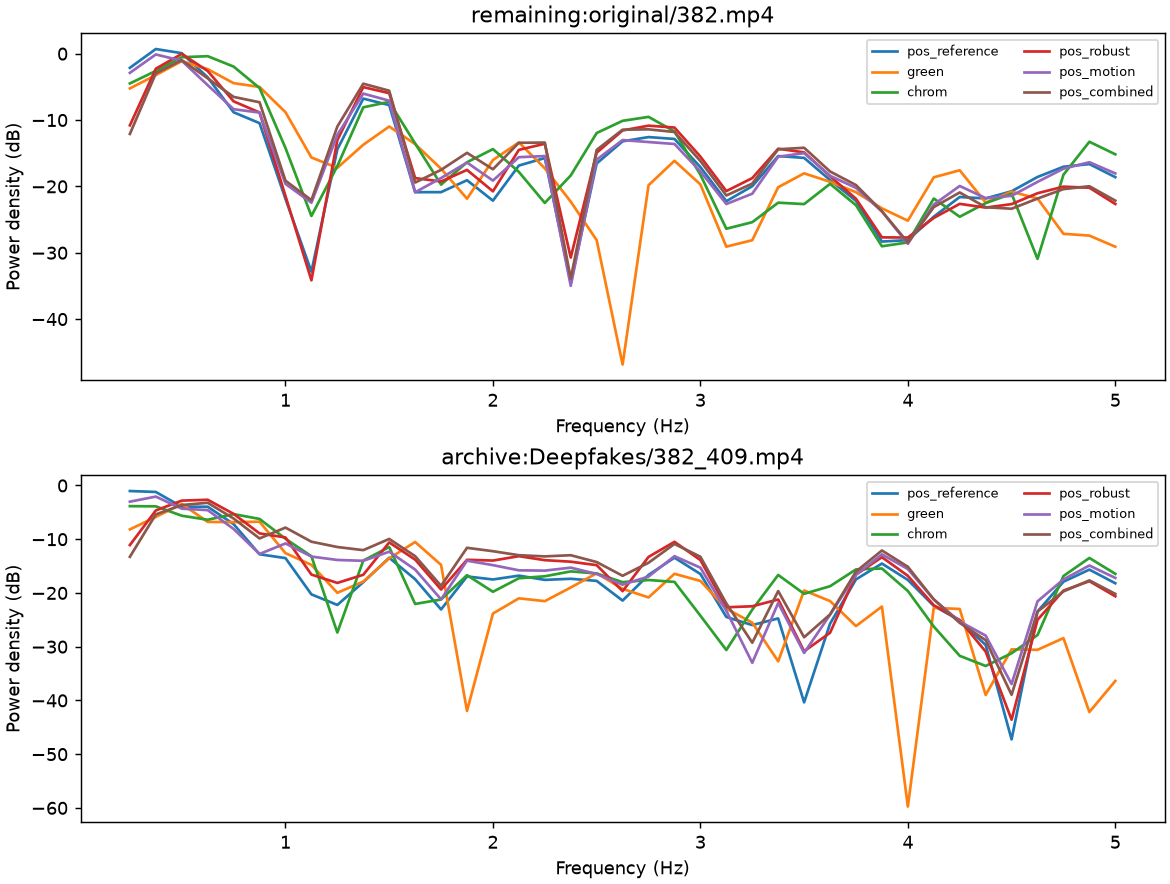 remaining:original/382.mp4
pos_reference
green
chrom
pos_robust
pos_motion
pos_combined
Power density (dB)
0
−10
−20
−30
−40
1
2
3
4
5
Frequency (Hz)
archive:Deepfakes/382_409.mp4
pos_reference
green
chrom
pos_robust
pos_motion
pos_combined
Power density (dB)
0
−10
−20
−30
−40
−50
−60
1
2
3
4
5
Frequency (Hz)